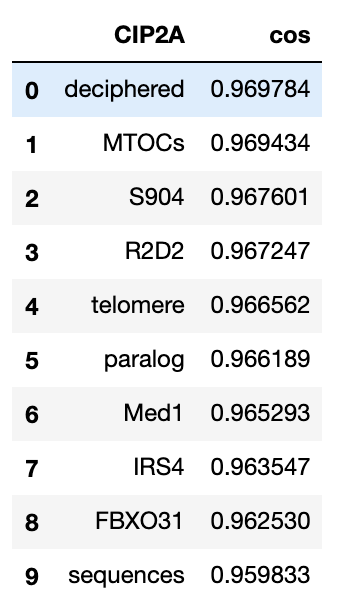 CIP2A cos
0 deciphered 0.969784
1 MTOCs 0.969434
2 S904 0.967601
3 R2D2 0.967247
4 telomere 0.966562
5 paralog 0.966189
6 Med1 0.965293
7 IRS4 0.963547
8 FBXO31 0.962530
9 sequences 0.959833